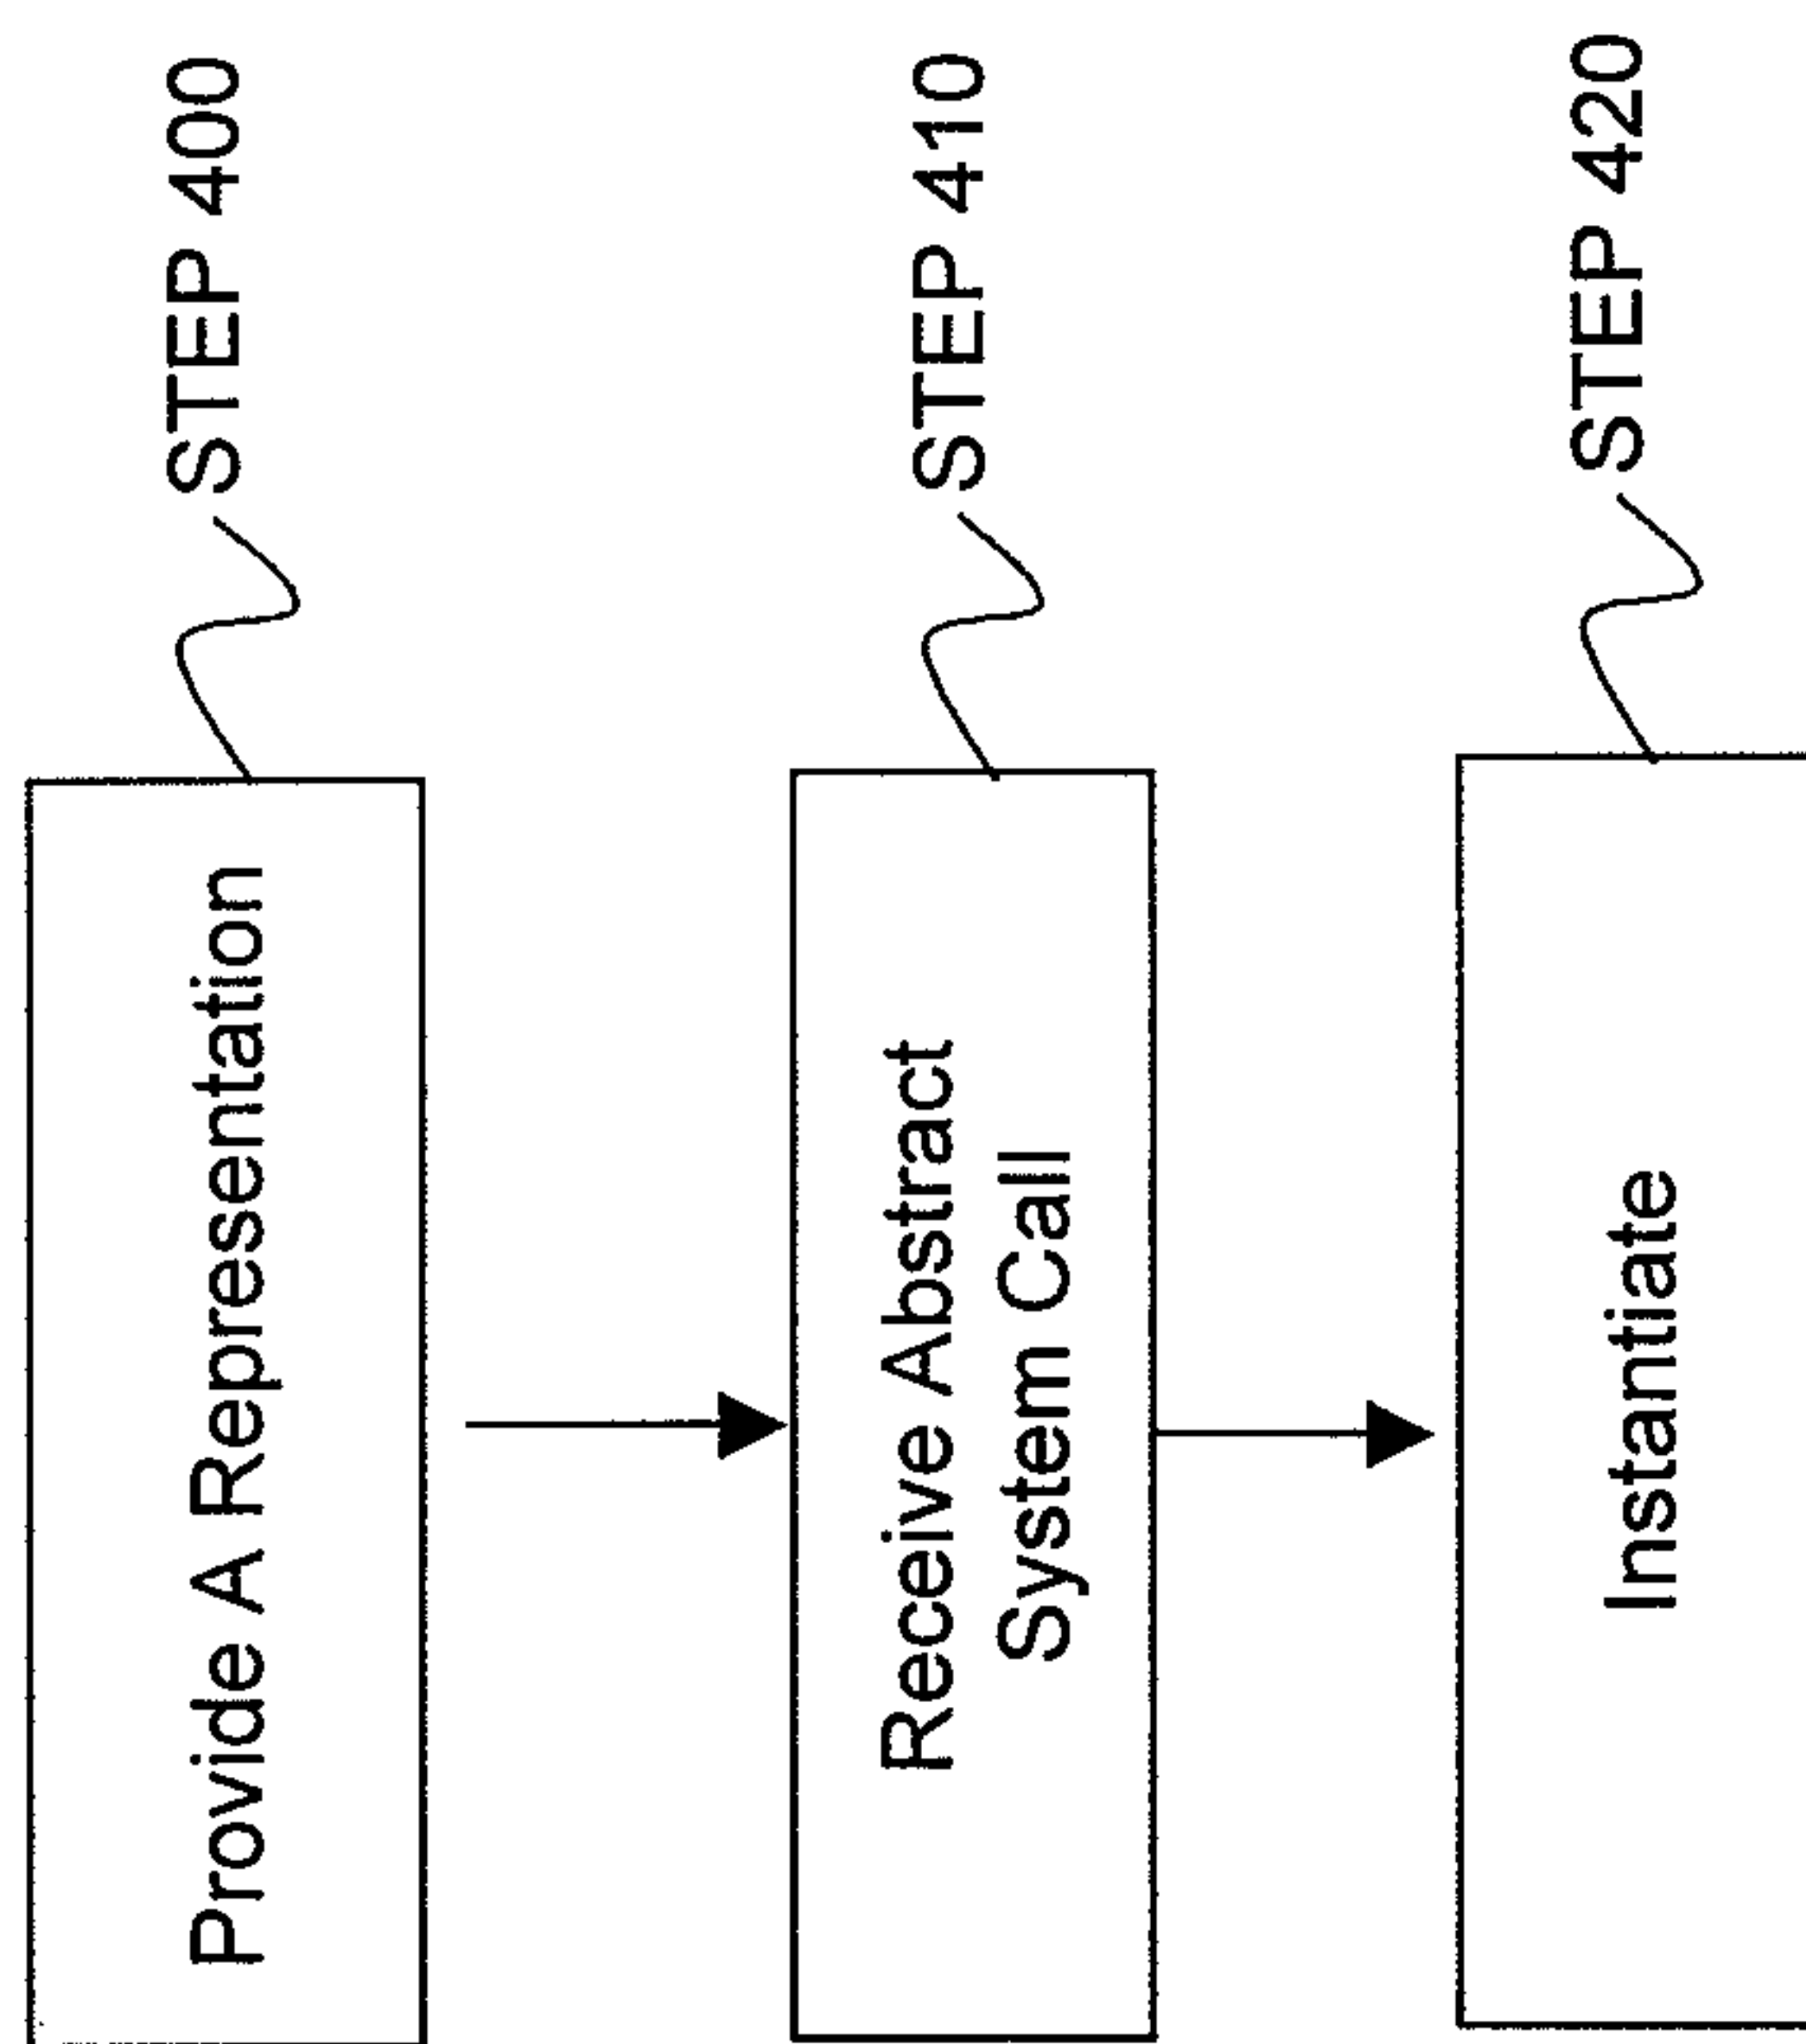 Provide A Representation
STEP 400
Receive Abstract
System Call
STEP 410
Instantiate
STEP 420